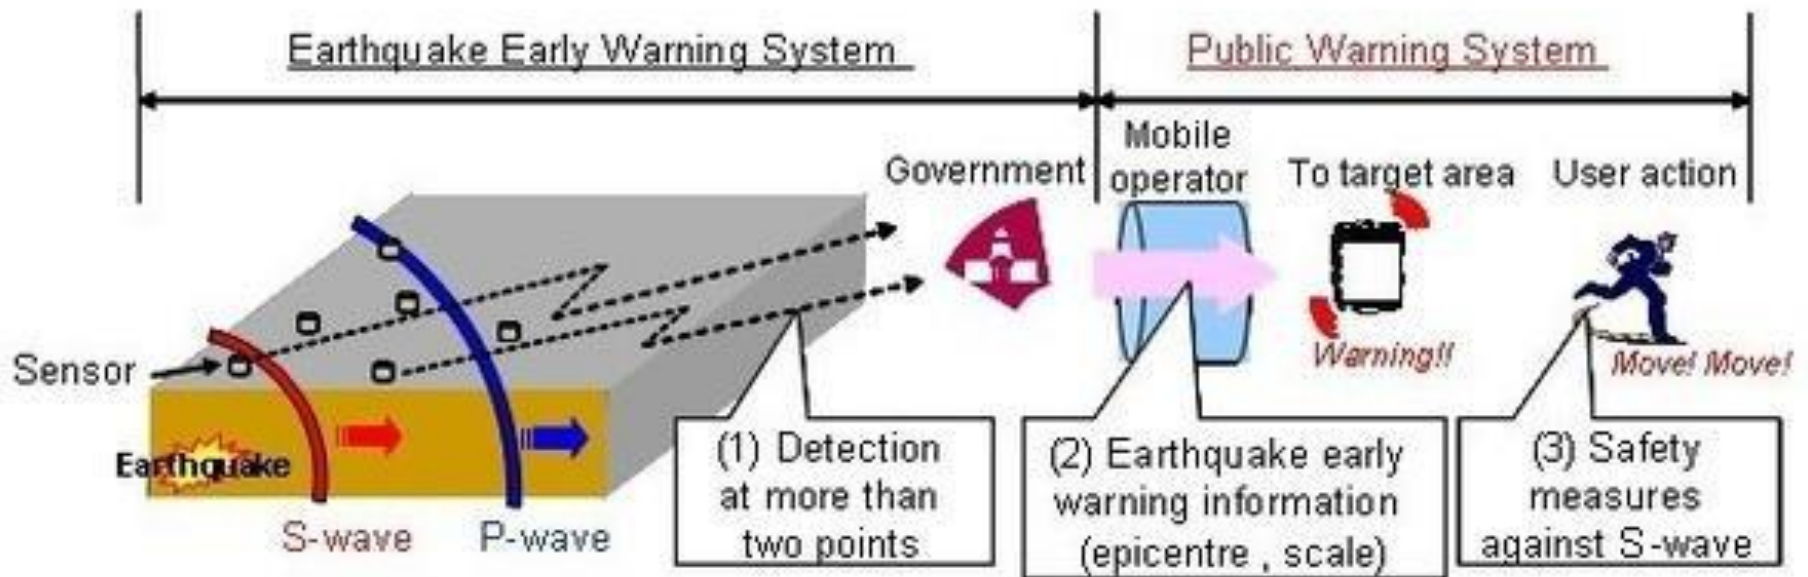 Earthquake Early Warning System
Public Warning System
Government
Mobile
operator
To target area
User action
Sensor
Warning!!
Move! Move!
Earthquake
S-wave
P-wave
(1) Detection
at more than
two points
(2) Earthquake early
warning information
(epicentre , scale)
(3) Safety
measures
against S-wave